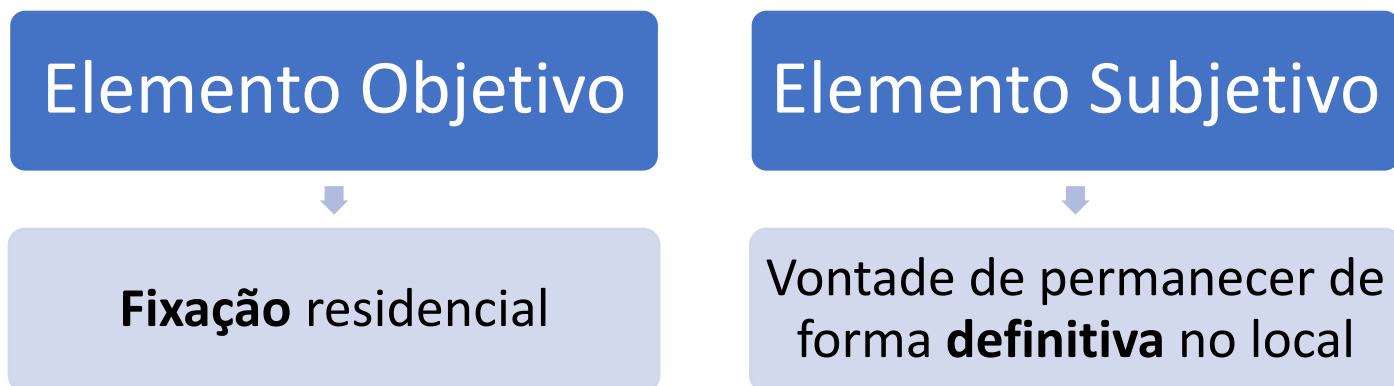 Elemento Objetivo
Fixação residencial
Elemento Subjetivo
Vontade de permanecer de
forma definitiva no local